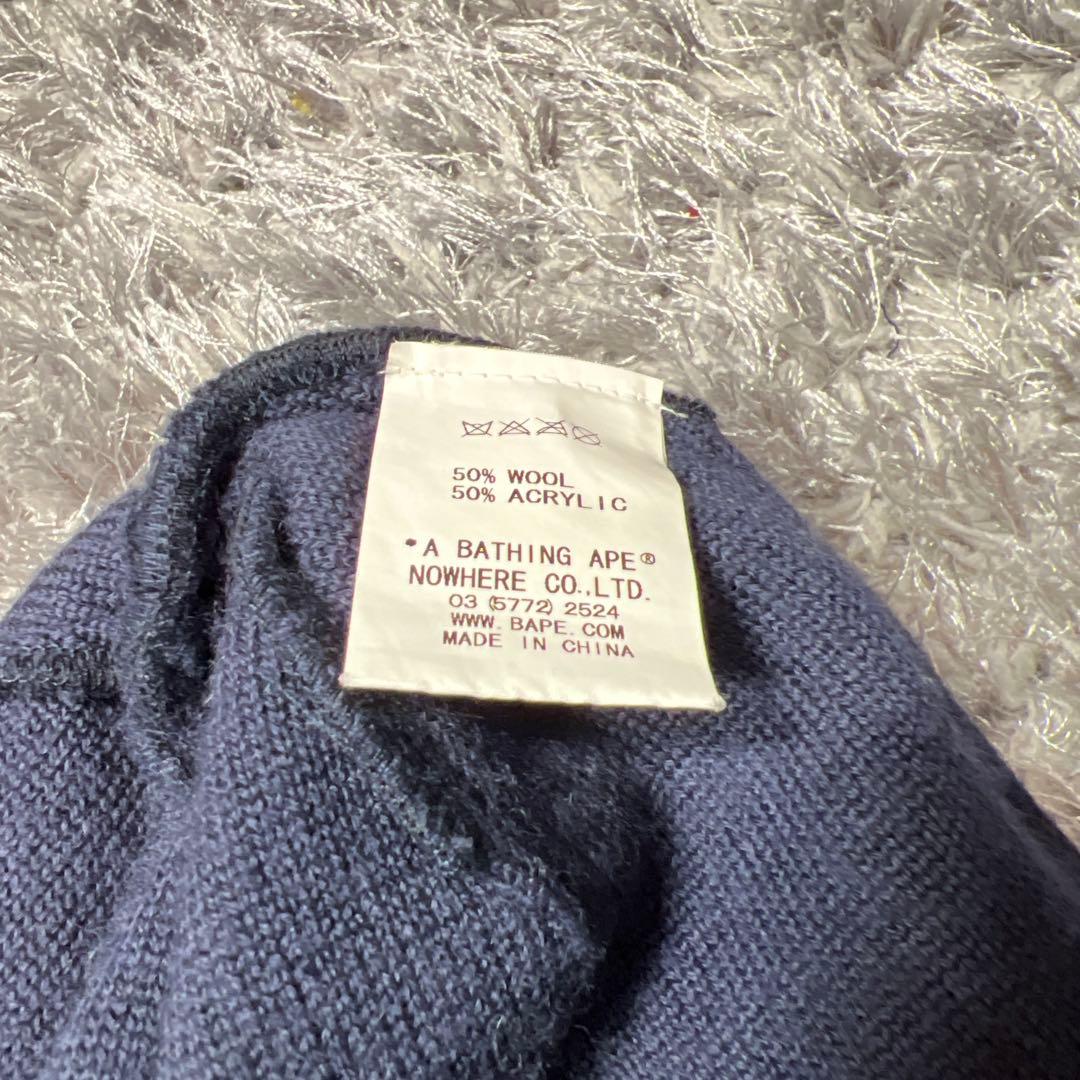 50% WOOL
50% ACRYLIC
*A BATHING APE®
NOWHERE CO.,LTD.
03 (5772) 2524
WWW.BAPE.COM
MADE IN CHINA